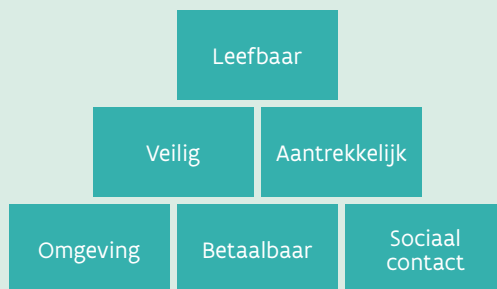 Leefbaar
Veilig
Aantrekkelijk
Omgeving
Betaalbaar
Sociaal
contact